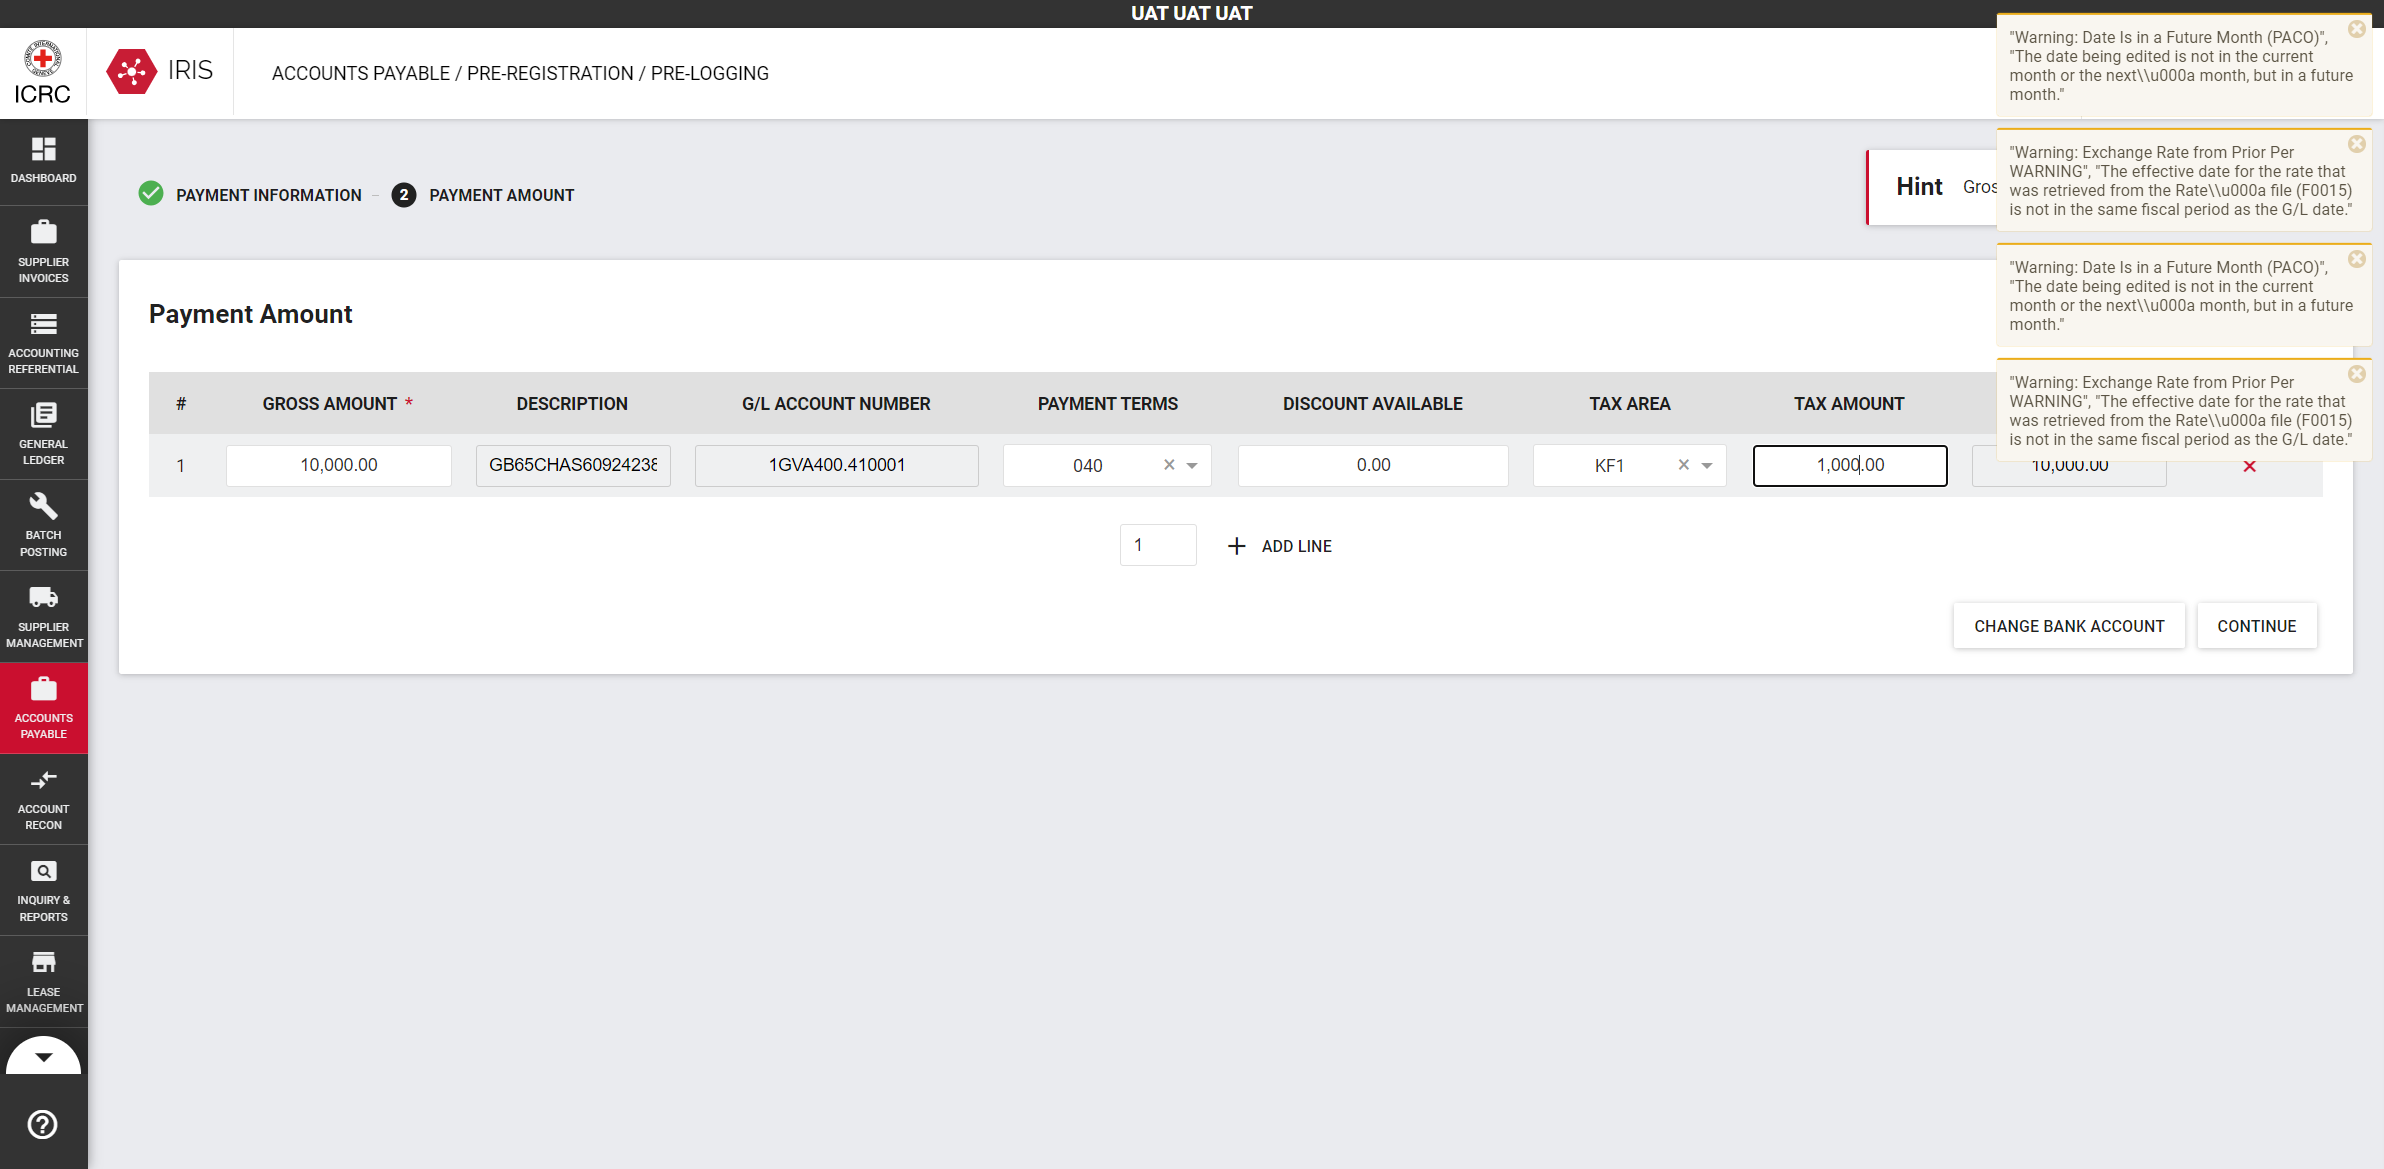 UAT UAT UAT
ICRC
IRIS
ACCOUNTS PAYABLE / PRE-REGISTRATION / PRE-LOGGING
"Warning: Date Is in a Future Month (PACO)",
"The date being edited is not in the current
month or the next\\u000a month, but in a future
month."
"Warning: Exchange Rate from Prior Per
WARNING", "The effective date for the rate that
was retrieved from the Rate\\u000a file (F0015)
is not in the same fiscal period as the G/L date."
"Warning: Date Is in a Future Month (PACO)",
"The date being edited is not in the current
month or the next\\u000a month, but in a future
month."
"Warning: Exchange Rate from Prior Per
WARNING", "The effective date for the rate that
was retrieved from the Rate\\u000a file (F0015)
is not in the same fiscal period as the G/L date."
DASHBOARD
SUPPLIER
INVOICES
ACCOUNTING
REFERENTIAL
GENERAL
LEDGER
BATCH
POSTING
SUPPLIER
MANAGEMENT
ACCOUNTS
PAYABLE
ACCOUNT
RECON
INQUIRY &
REPORTS
LEASE
MANAGEMENT
PAYMENT INFORMATION – 2 PAYMENT AMOUNT
Hint Gros
Payment Amount
# GROSS AMOUNT * DESCRIPTION G/L ACCOUNT NUMBER PAYMENT TERMS DISCOUNT AVAILABLE TAX AREA TAX AMOUNT
1 10,000.00 GB65CHAS60924238 1GVA400.410001 040 0.00 KF1 1,000.00 10,000.00
1 ADD LINE
CHANGE BANK ACCOUNT CONTINUE